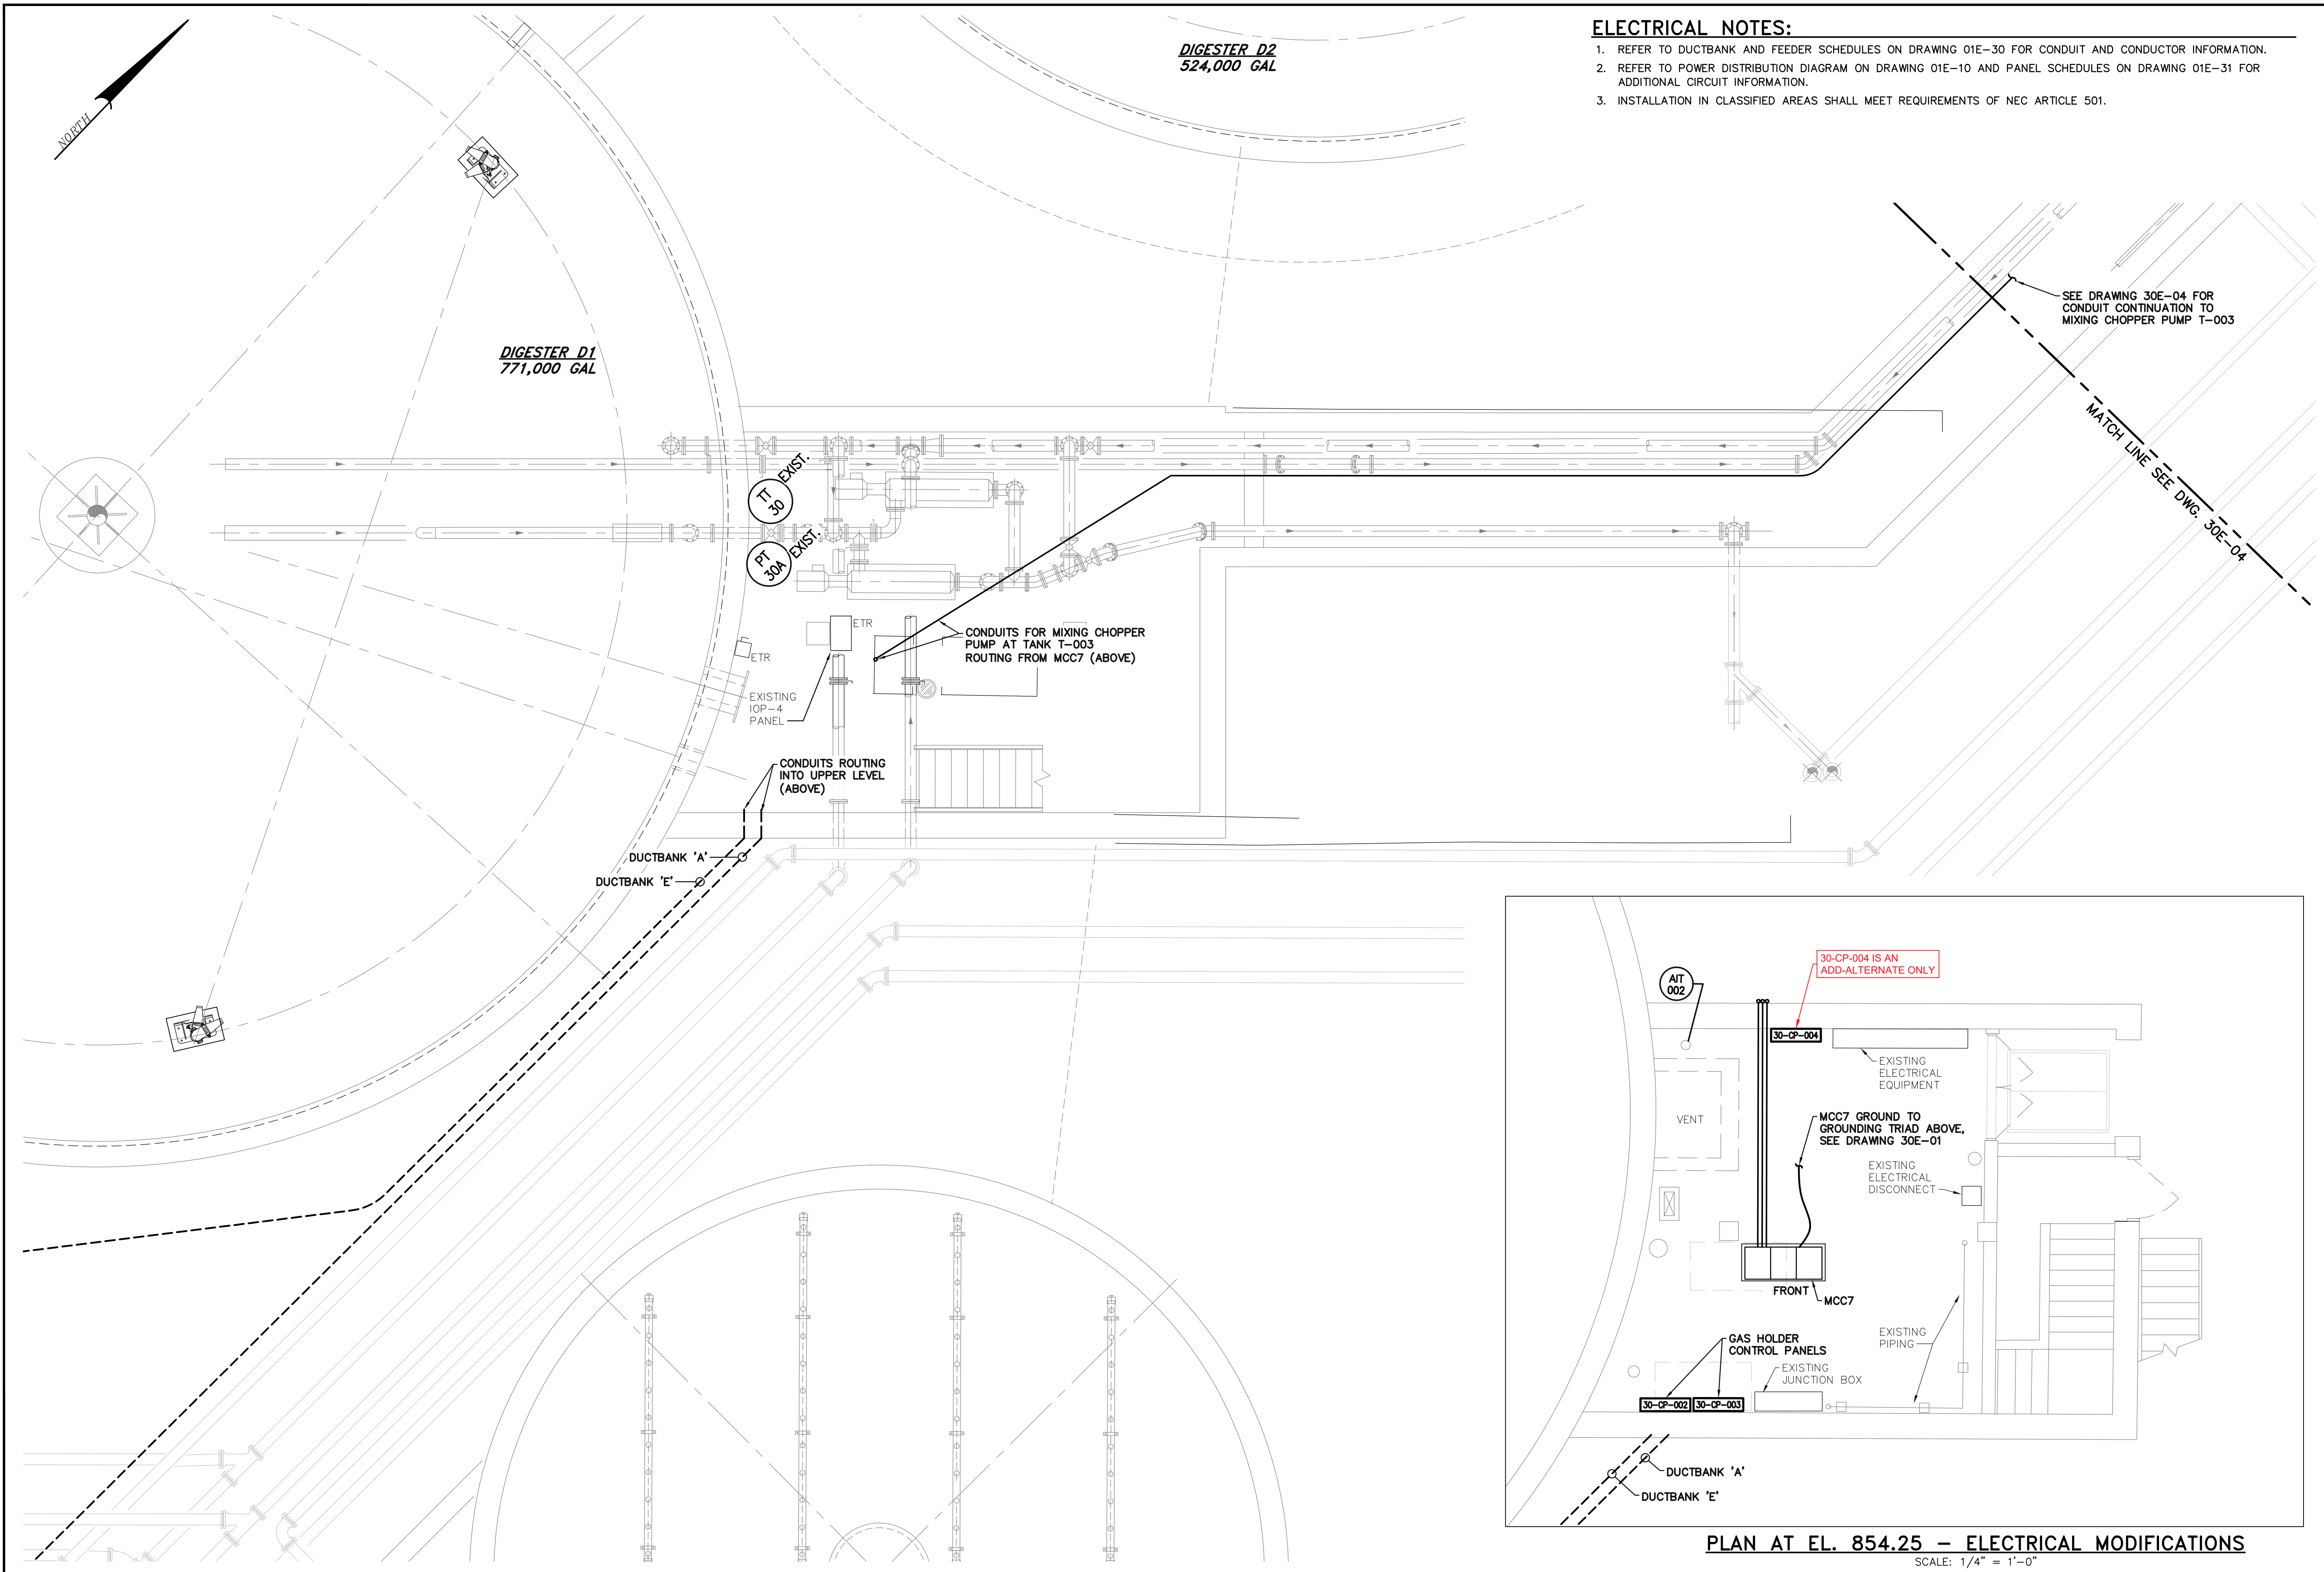 ELECTRICAL NOTES:
1. REFER TO DUCTBANK AND FEEDER SCHEDULES ON DRAWING 01E-30 FOR CONDUIT AND CONDUCTOR INFORMATION.
2. REFER TO POWER DISTRIBUTION DIAGRAM ON DRAWING 01E-10 AND PANEL SCHEDULES ON DRAWING 01E-31 FOR
ADDITIONAL CIRCUIT INFORMATION.
3. INSTALLATION IN CLASSIFIED AREAS SHALL MEET REQUIREMENTS OF NEC ARTICLE 501.
NORTH
DIGESTER D2
524,000 GAL
DIGESTER D1
771,000 GAL
SEE DRAWING 30E-04 FOR
CONDUIT CONTINUATION TO
MIXING CHOPPER PUMP T-003
MATCH LINE SEE DWG. 30E-04
TT
30
EXIST.
PT
30A
EXIST.
ETR
ETR
CONDUITS FOR MIXING CHOPPER
PUMP AT TANK T-003
ROUTING FROM MCC7 (ABOVE)
EXISTING
IOP-4
PANEL
CONDUITS ROUTING
INTO UPPER LEVEL
(ABOVE)
DUCTBANK 'A'
DUCTBANK 'E'
30-CP-004 IS AN
ADD-ALTERNATE ONLY
AIT
002
30-CP-004
EXISTING
ELECTRICAL
EQUIPMENT
VENT
MCC7 GROUND TO
GROUNDING TRIAD ABOVE,
SEE DRAWING 30E-01
EXISTING
ELECTRICAL
DISCONNECT
FRONT
MCC7
GAS HOLDER
CONTROL PANELS
EXISTING
PIPING
EXISTING
JUNCTION BOX
30-CP-002
30-CP-003
DUCTBANK 'A'
DUCTBANK 'E'
PLAN AT EL. 854.25 - ELECTRICAL MODIFICATIONS
SCALE: 1/4" = 1'-0"